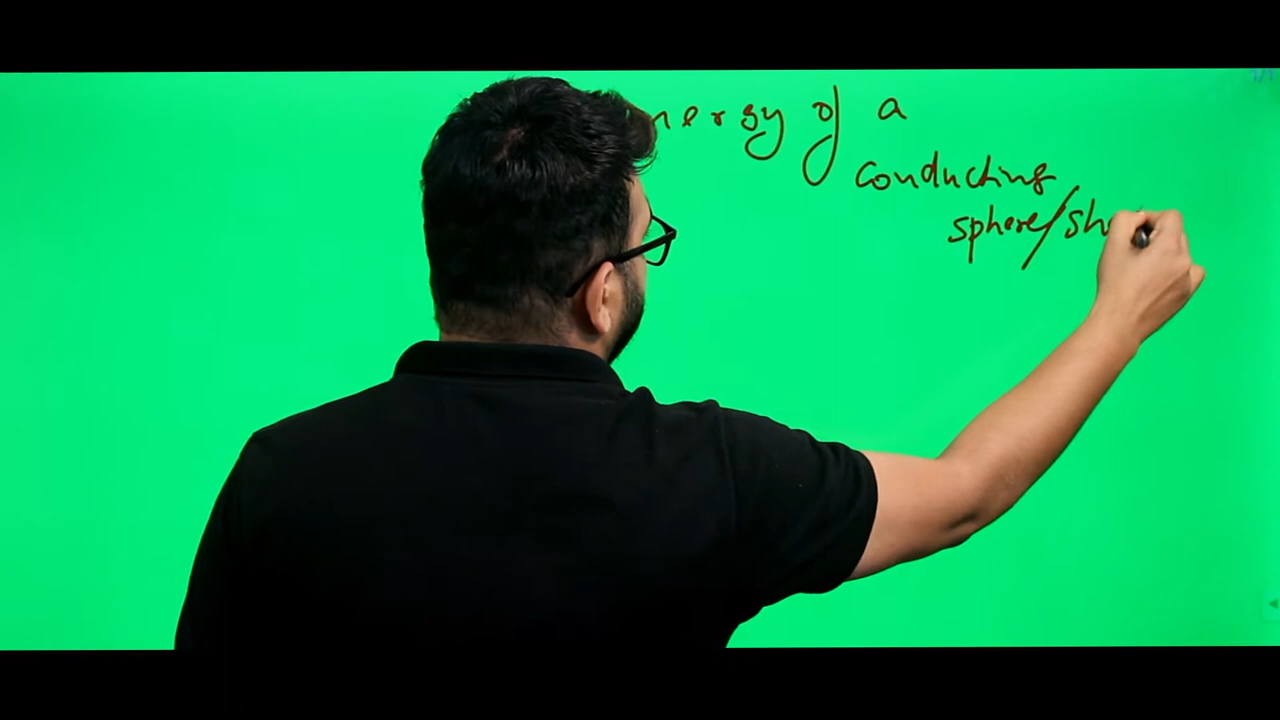 nergy of a
conducting
sphere/sh